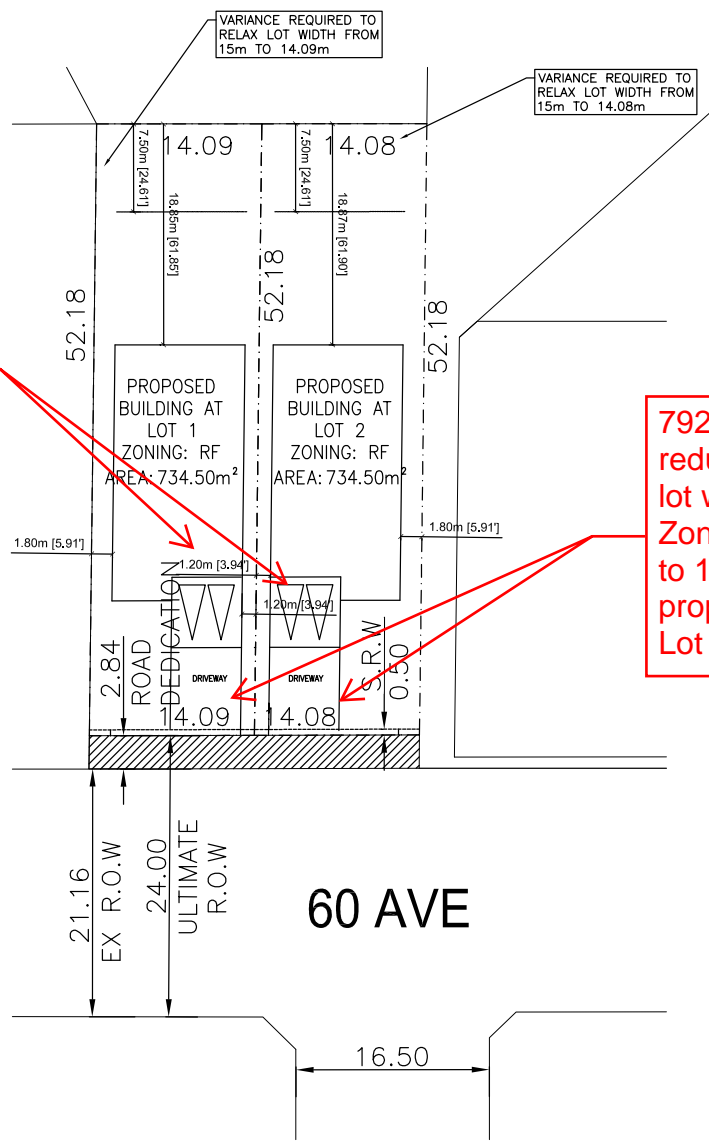 VARIANCE REQUIRED TO
RELAX LOT WIDTH FROM
15m TO 14.09m
VARIANCE REQUIRED TO
RELAX LOT WIDTH FROM
15m TO 14.08m
14.09
14.08
7.50m [24.61']
7.50m [24.61']
18.85m [61.85']
18.87m [61.90']
52.18
52.18
52.18
PROPOSED
BUILDING AT
LOT 1
ZONING: RF
AREA: 734.50m²
PROPOSED
BUILDING AT
LOT 2
ZONING: RF
AREA: 734.50m²
792
redu
lot w
Zon
to 1
prop
Lot
1.80m [5.91']
1.80m [5.91']
1.20m [3.94']
1.20m [3.94']
2.84
ROAD
DEDICATION
DRIVEWAY
DRIVEWAY
S.R.W
0.50
14.09
14.08
21.16
EX R.O.W
24.00
ULTIMATE
R.O.W
60 AVE
16.50